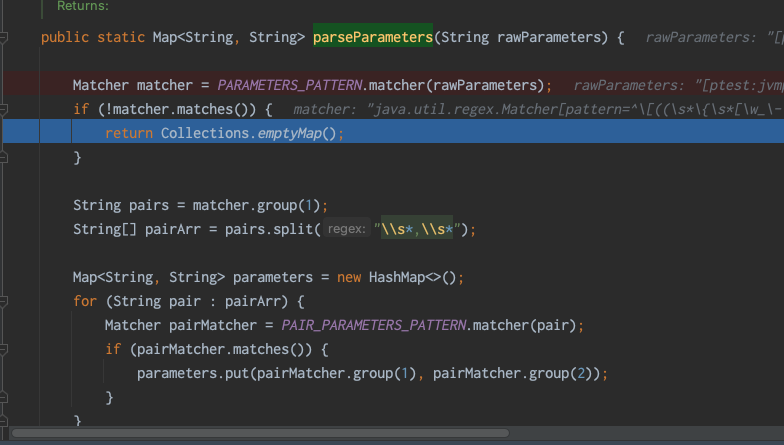 Returns:
public static Map<String, String> parseParameters(String rawParameters) {   rawParameters: "[
Matcher matcher = PARAMETERS_PATTERN.matcher(rawParameters);   rawParameters: "[ptest:jvm
if (!matcher.matches()) {   matcher: "java.util.regex.Matcher[pattern=^\[((\s*\{\s*[\w_\-
return Collections.emptyMap();
}
String pairs = matcher.group(1);
String[] pairArr = pairs.split( regex: "\\s*,\\s*");
Map<String, String> parameters = new HashMap<>();
for (String pair : pairArr) {
Matcher pairMatcher = PAIR_PARAMETERS_PATTERN.matcher(pair);
if (pairMatcher.matches()) {
parameters.put(pairMatcher.group(1), pairMatcher.group(2));
}
}